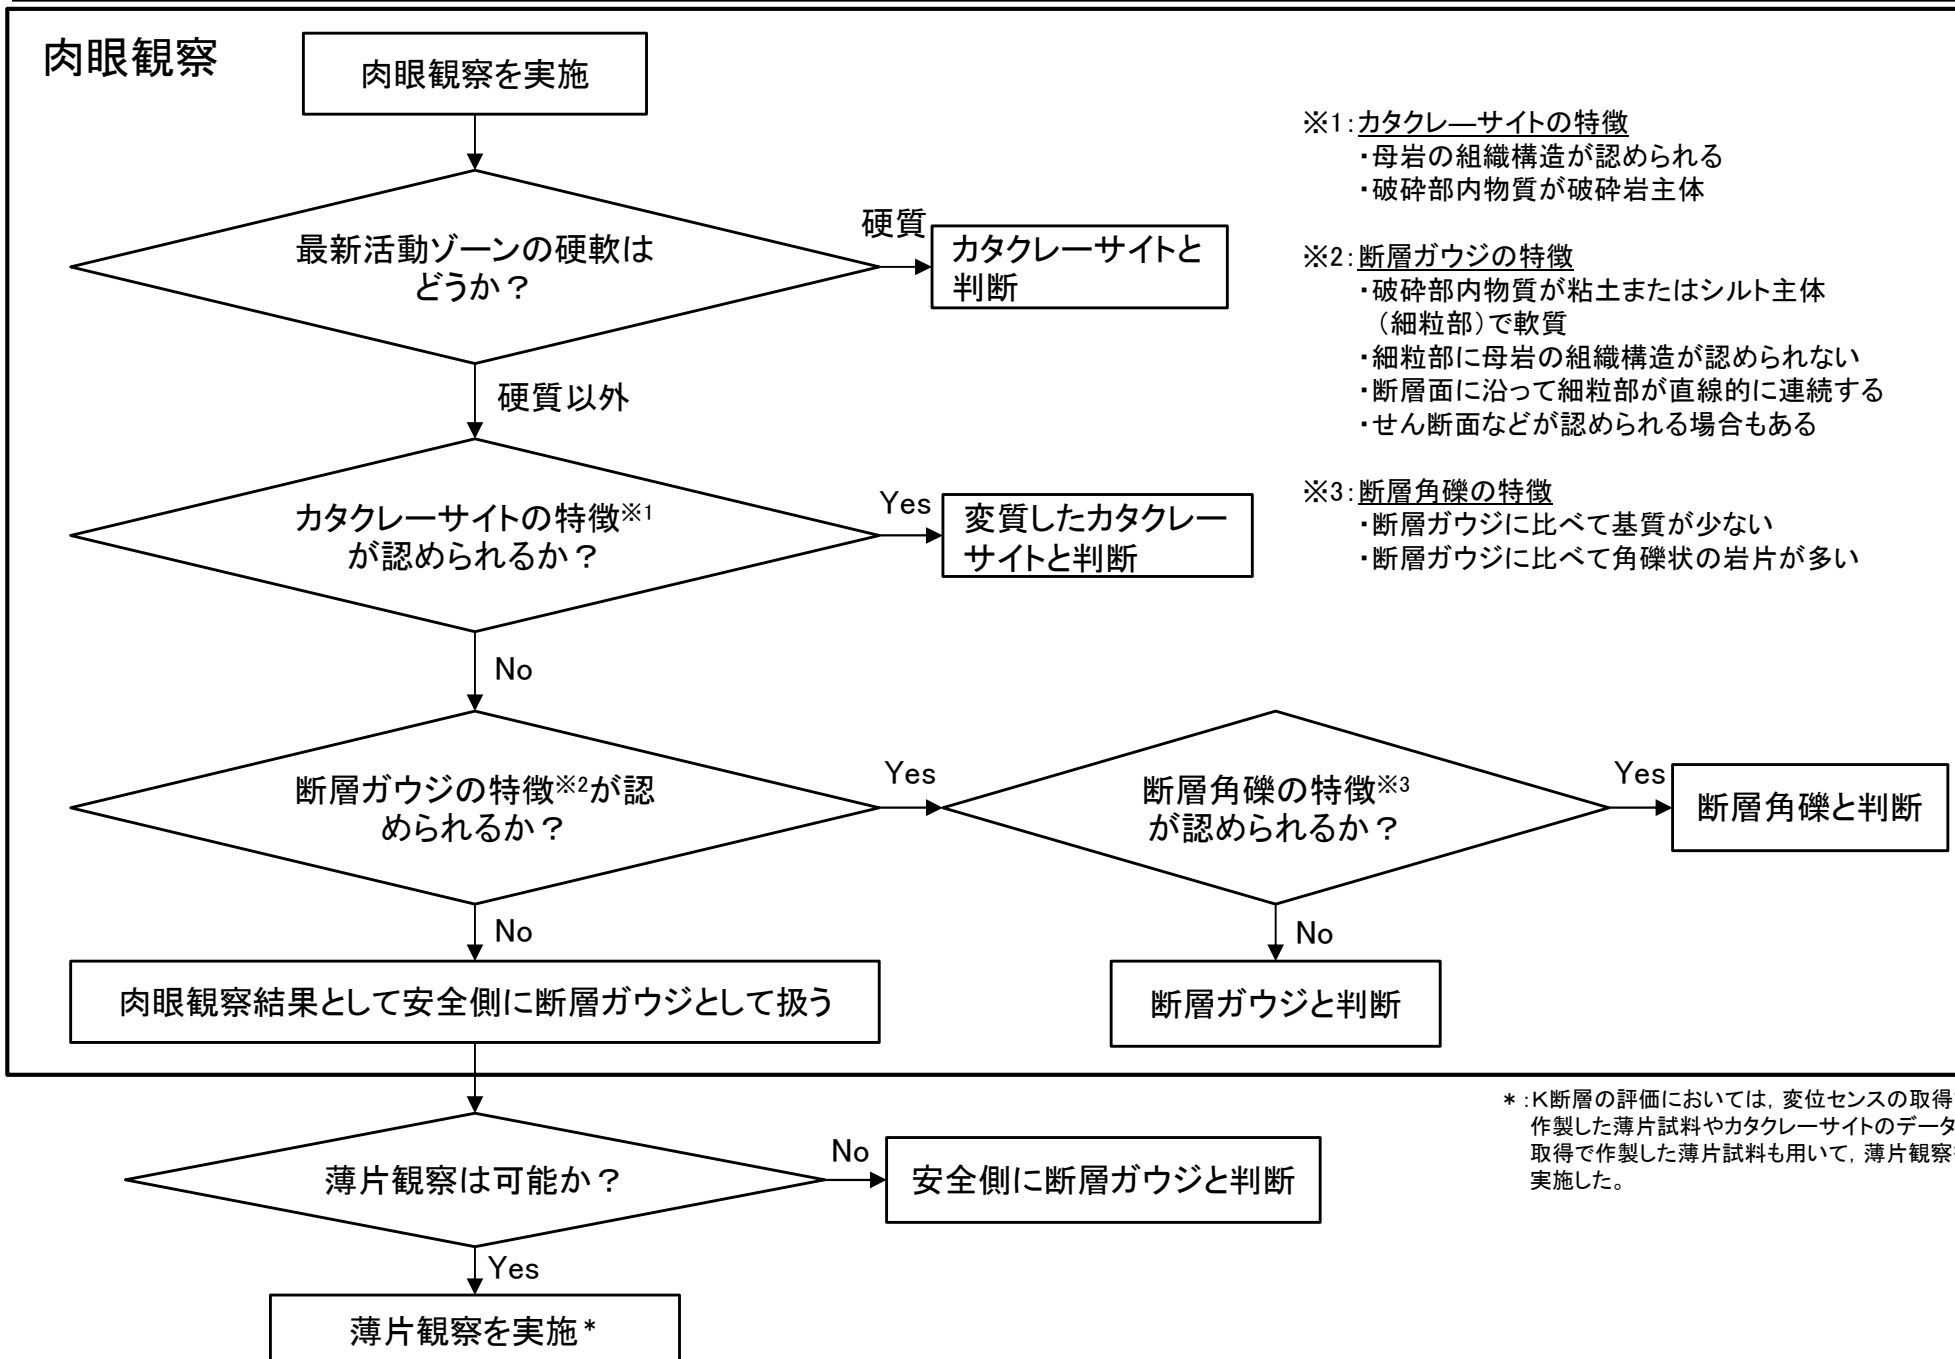 肉眼観察
肉眼観察を実施
最新活動ゾーンの硬軟は
どうか？
硬質
カタクレーサイトと
判断
硬質以外
カタクレーサイトの特徴※1
が認められるか？
Yes
変質したカタクレー
サイトと判断
No
断層ガウジの特徴※2が認
められるか？
Yes
断層角礫の特徴※3
が認められるか？
Yes
断層角礫と判断
No
No
肉眼観察結果として安全側に断層ガウジとして扱う
断層ガウジと判断
※1：カタクレ―サイトの特徴
・母岩の組織構造が認められる
・破砕部内物質が破砕岩主体
※2：断層ガウジの特徴
・破砕部内物質が粘土またはシルト主体
（細粒部）で軟質
・細粒部に母岩の組織構造が認められない
・断層面に沿って細粒部が直線的に連続する
・せん断面などが認められる場合もある
※3：断層角礫の特徴
・断層ガウジに比べて基質が少ない
・断層ガウジに比べて角礫状の岩片が多い
薄片観察は可能か？
No
安全側に断層ガウジと判断
Yes
薄片観察を実施*
*：K断層の評価においては，変位センスの取得
作製した薄片試料やカタクレーサイトのデータ
取得で作製した薄片試料も用いて，薄片観察
実施した。